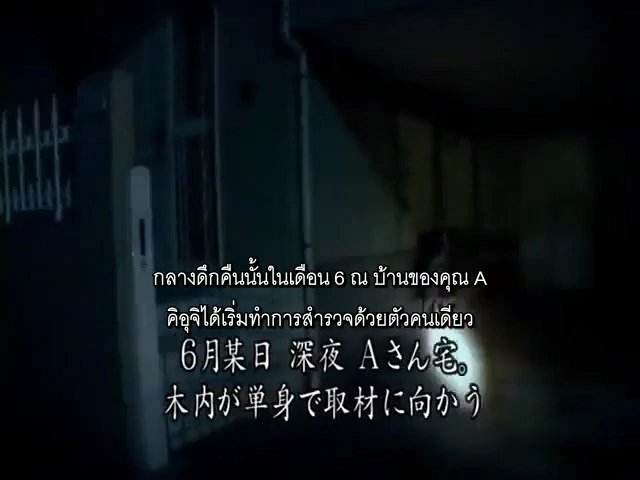 กลางดึกคืนนั้นในเดือน 6 ณ บ้านของคุณ A
คิอุจิได้เริ่มทำการสำรวจด้วยตัวคนเดียว
6月某日 深夜 Aさん宅。
木内が単身で取材に向かう